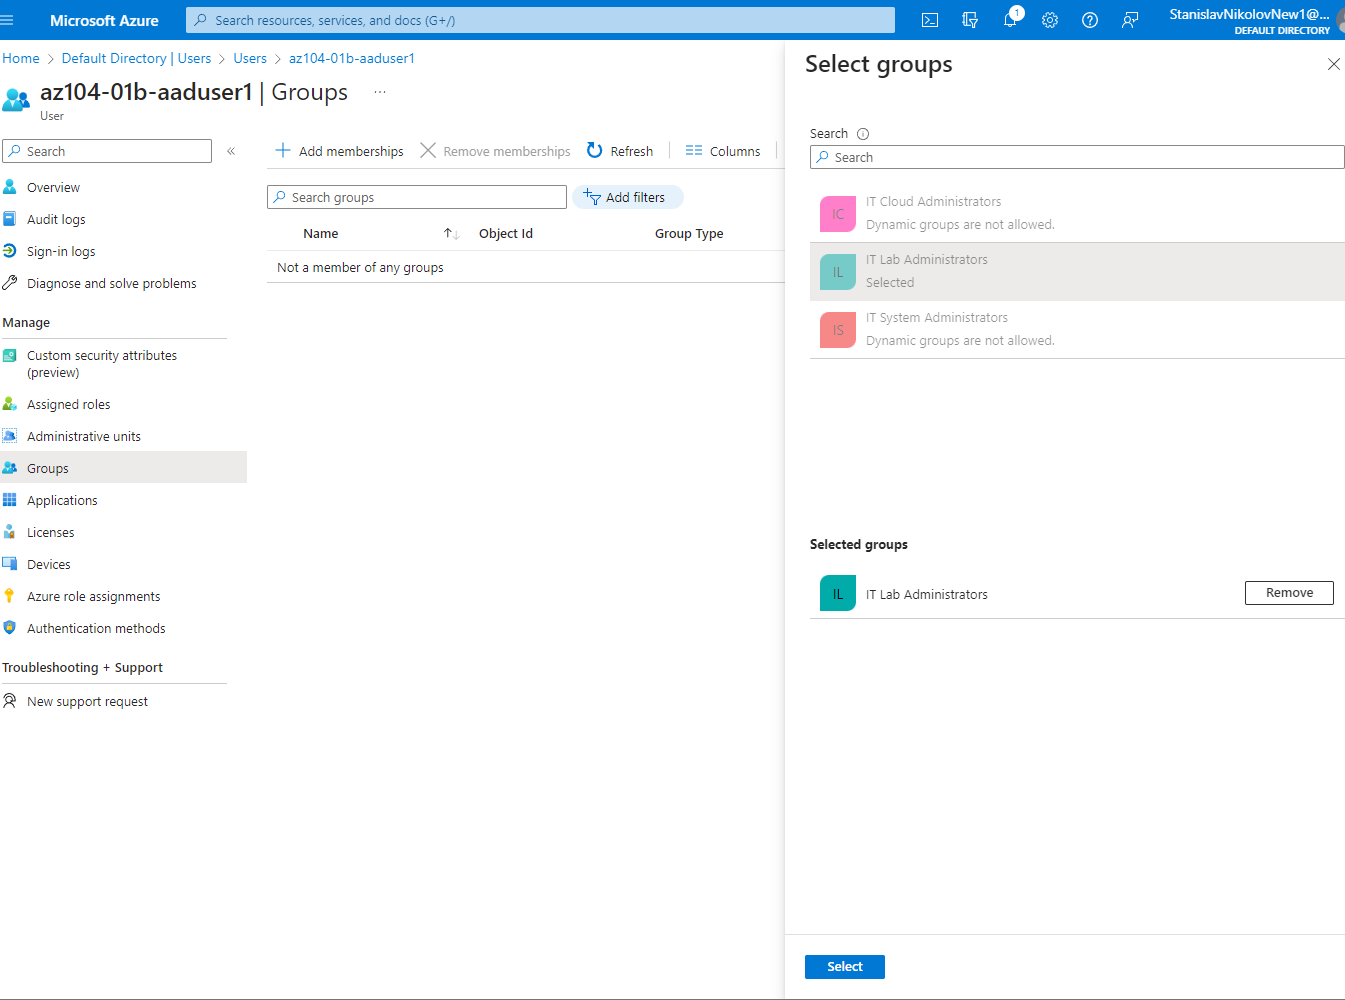 Microsoft Azure
Search resources, services, and docs (G+/)
1
StanislavNikolovNew1@...
DEFAULT DIRECTORY
Home > Default Directory | Users > Users > az104-01b-aaduser1
az104-01b-aaduser1 | Groups ...
User
Search «
Overview
Audit logs
Sign-in logs
Diagnose and solve problems
Manage
Custom security attributes
(preview)
Assigned roles
Administrative units
Groups
Applications
Licenses
Devices
Azure role assignments
Authentication methods
Troubleshooting + Support
New support request
Add memberships Remove memberships Refresh Columns
Search groups Add filters
Name Object Id Group Type
Not a member of any groups
Select groups
Search
Search
IC IT Cloud Administrators
Dynamic groups are not allowed.
IL IT Lab Administrators
Selected
IS IT System Administrators
Dynamic groups are not allowed.
Selected groups
IL IT Lab Administrators Remove
Select